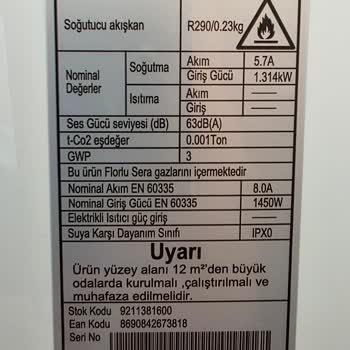 Soğutucu akışkan R290/0.23kg
Nominal Değerler Soğutma Akım 5.7A
Giriş Gücü 1.314kW
Isıtırna Akım ——
Giriş ——
Ses Gücü seviyesi (dB) 63dB(A)
t-Co2 eşdeğer 0.001Ton
GWP 3
Bu ürün Florlu Sera gazlarını içermektedir
Nominal Akım EN 60335 8.0A
Nominal Giriş Gücü EN 60335 1450W
Elektrikli Isıtıcı güç giriş ——
Suya Karşı Dayanım Sınıfı IPX0
Uyarı
Ürün yüzey alanı 12 m²'den büyük
odalarda kurulmalı ,çalıştırılmalı ve
muhafaza edilmelidir.
Stok Kodu 9211381600
Ean Kodu 8690842673818
Seri No